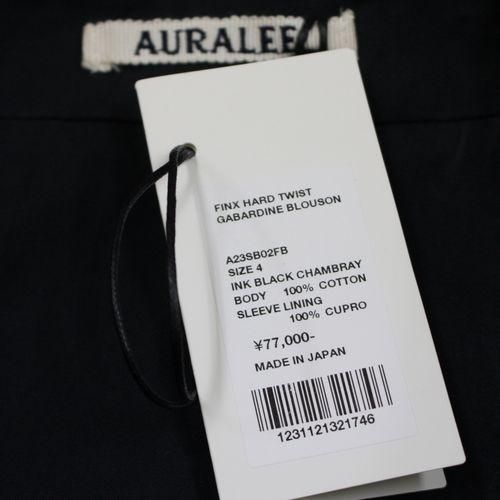 AURALEE
FINX HARD TWIST
GABARDINE BLOUSON
A23SB02FB
SIZE 4
INK BLACK CHAMBRAY
BODY 100% COTTON
SLEEVE LINING
100% CUPRO
¥77,000-
MADE IN JAPAN
1231121321746